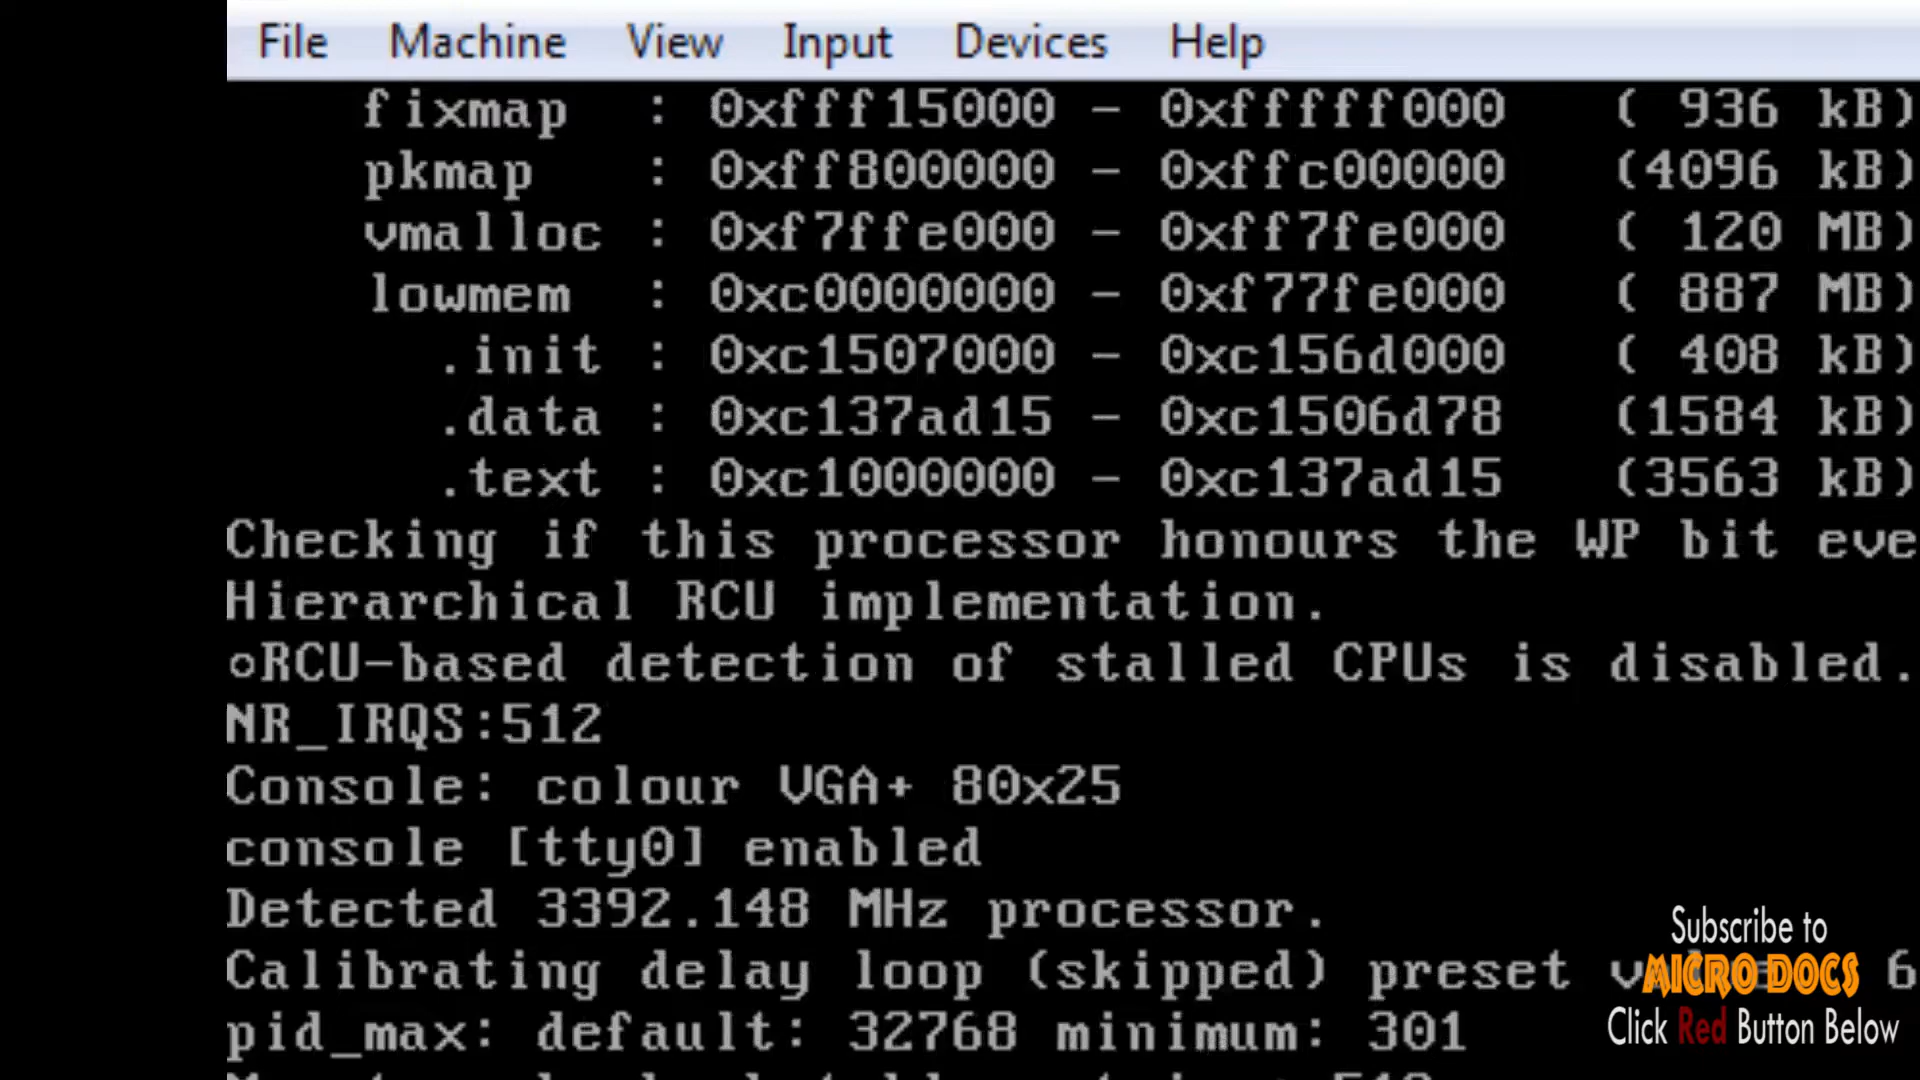 File Machine View Input Devices Help
fixmap : 0xfff15000 - 0xfffff000 ( 936 kB)
pkmap : 0xff800000 - 0xffc00000 (4096 kB)
vmalloc : 0xf7ffe000 - 0xff7fe000 ( 120 MB)
lowmem : 0xc0000000 - 0xf77fe000 ( 887 MB)
.init : 0xc1507000 - 0xc156d000 ( 408 kB)
.data : 0xc137ad15 - 0xc1506d78 (1584 kB)
.text : 0xc1000000 - 0xc137ad15 (3563 kB)
Checking if this processor honours the WP bit eve
Hierarchical RCU implementation.
○RCU-based detection of stalled CPUs is disabled.
NR_IRQS:512
Console: colour VGA+ 80x25
console [tty0] enabled
Detected 3392.148 MHz processor.
Calibrating delay loop (skipped) preset 6
pid_max: default: 32768 minimum: 301
Subscribe to
MICRO DOCS
Click Red Button Below